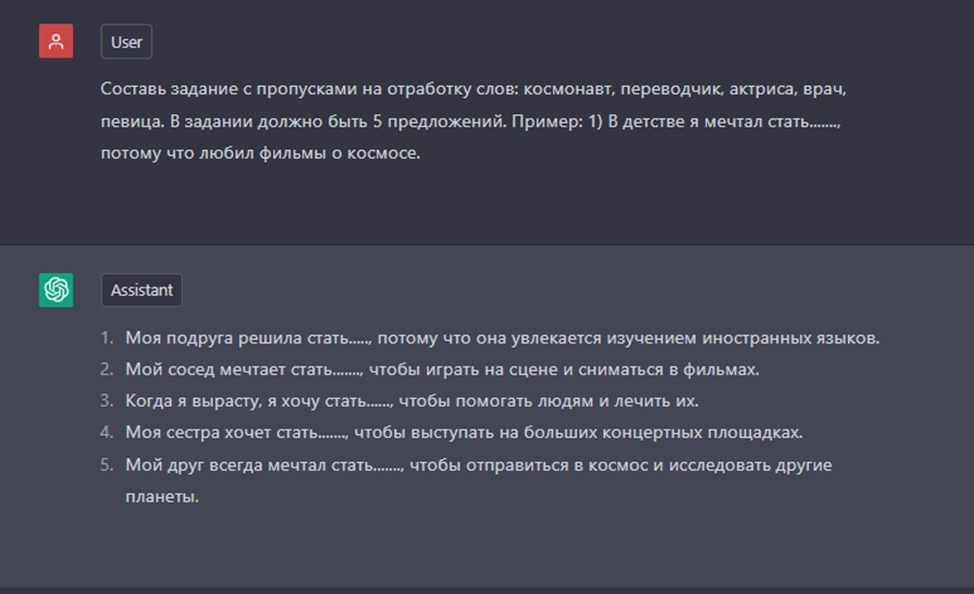 User
Составь задание с пропусками на отработку слов: космонавт, переводчик, актриса, врач,
певица. В задании должно быть 5 предложений. Пример: 1) В детстве я мечтал стать.......,
потому что любил фильмы о космосе.
Assistant
1. Моя подруга решила стать....., потому что она увлекается изучением иностранных языков.
2. Мой сосед мечтает стать......., чтобы играть на сцене и сниматься в фильмах.
3. Когда я вырасту, я хочу стать......, чтобы помогать людям и лечить их.
4. Моя сестра хочет стать......., чтобы выступать на больших концертных площадках.
5. Мой друг всегда мечтал стать......., чтобы отправиться в космос и исследовать другие
планеты.